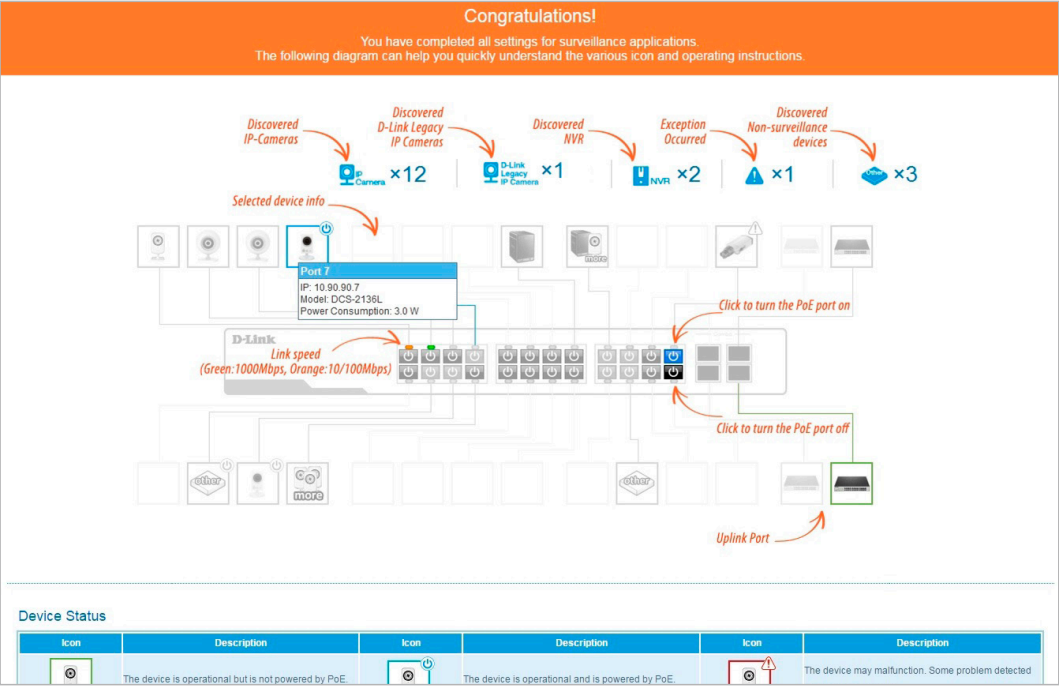 Congratulations!
You have completed all settings for surveillance applications.
The following diagram can help you quickly understand the various icon and operating instructions.
Discovered
IP-Cameras
Discovered
D-Link Legacy
IP Cameras
Discovered
NVR
Exception
Occurred
Discovered
Non-surveillance
devices
IP
Camera ×12
D-Link
Legacy
IP Camera ×1
NVR ×2
×1
Other ×3
Selected device info
more
Port 7
IP: 10.90.90.7
Model: DCS-2136L
Power Consumption: 3.0 W
Click to turn the PoE port on
D-Link
Link speed
(Green:1000Mbps, Orange:10/100Mbps)
Click to turn the PoE port off
other
more
other
Uplink Port
Device Status
Icon Description Icon Description Icon Description
The device is operational but is not powered by PoE.
The device is operational and is powered by PoE.
The device may malfunction. Some problem detected